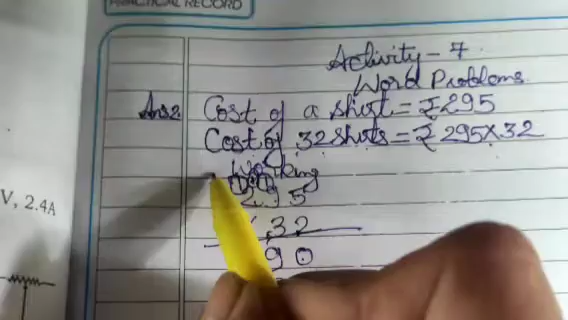 PRACTICAL RECORD
Activity - 7
Word Problems
Ans2. Cost of a shirt = ₹295
Cost of 32 shirts = ₹295×32
Working
295
32
90
V, 2.4A